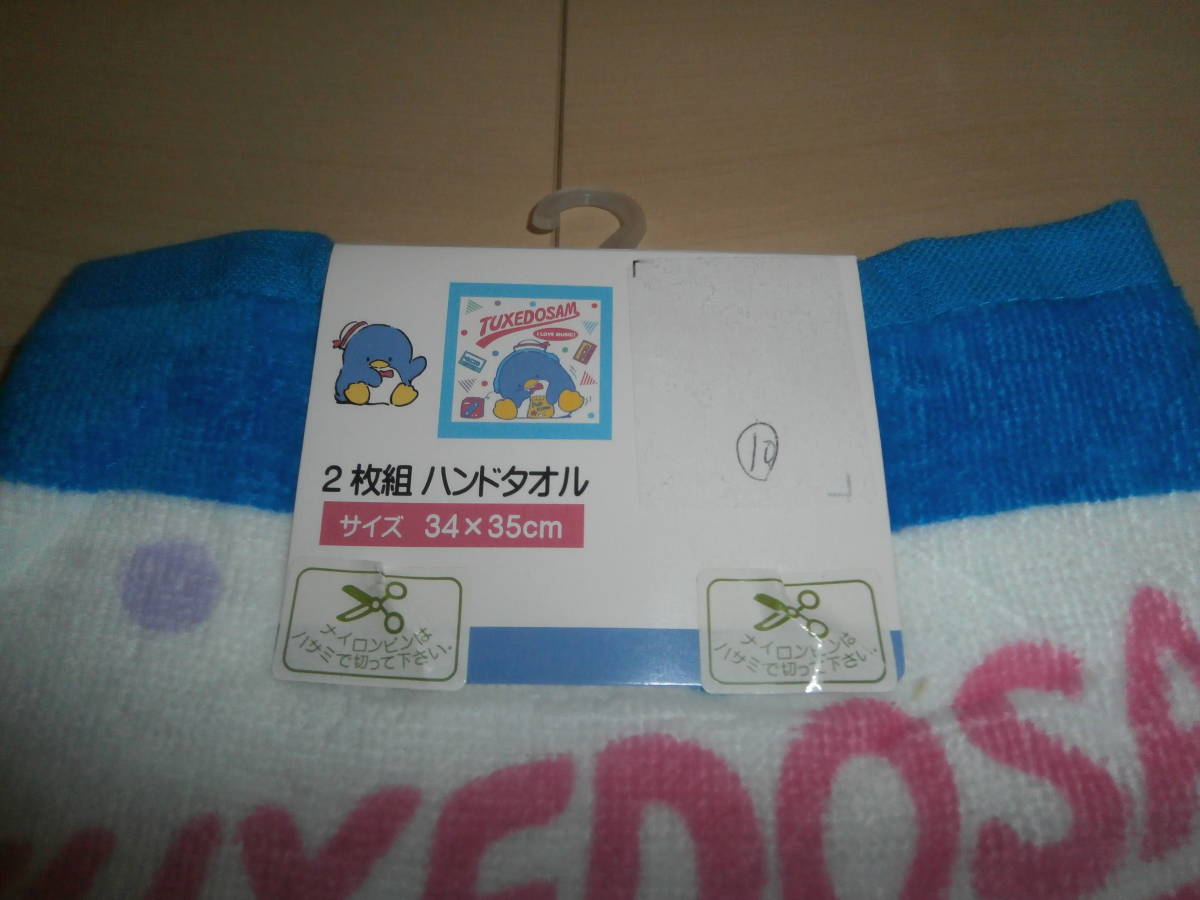 TUXEDOSAM
I LOVE MUSIC!
2枚組 ハンドタオル
サイズ 34×35cm
10
ナイロンピンは
ハサミで切って下さい。
ナイロンピンは
ハサミで切って下さい。
TUXEDOSA